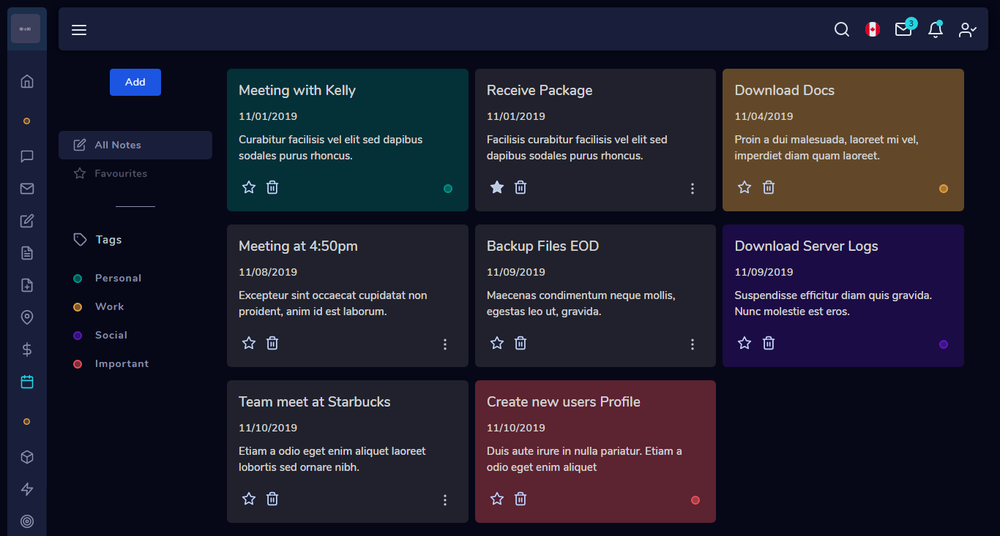 3
Add
All Notes
Favourites
Tags
Personal
Work
Social
Important
Meeting with Kelly
11/01/2019
Curabitur facilisis vel elit sed dapibus
sodales purus rhoncus.
Receive Package
11/01/2019
Facilisis curabitur facilisis vel elit sed
dapibus sodales purus rhoncus.
Download Docs
11/04/2019
Proin a dui malesuada, laoreet mi vel,
imperdiet diam quam laoreet.
Meeting at 4:50pm
11/08/2019
Excepteur sint occaecat cupidatat non
proident, anim id est laborum.
Backup Files EOD
11/09/2019
Maecenas condimentum neque mollis,
egestas leo ut, gravida.
Download Server Logs
11/09/2019
Suspendisse efficitur diam quis gravida.
Nunc molestie est eros.
Team meet at Starbucks
11/10/2019
Etiam a odio eget enim aliquet laoreet
lobortis sed ornare nibh.
Create new users Profile
11/10/2019
Duis aute irure in nulla pariatur. Etiam a
odio eget enim aliquet